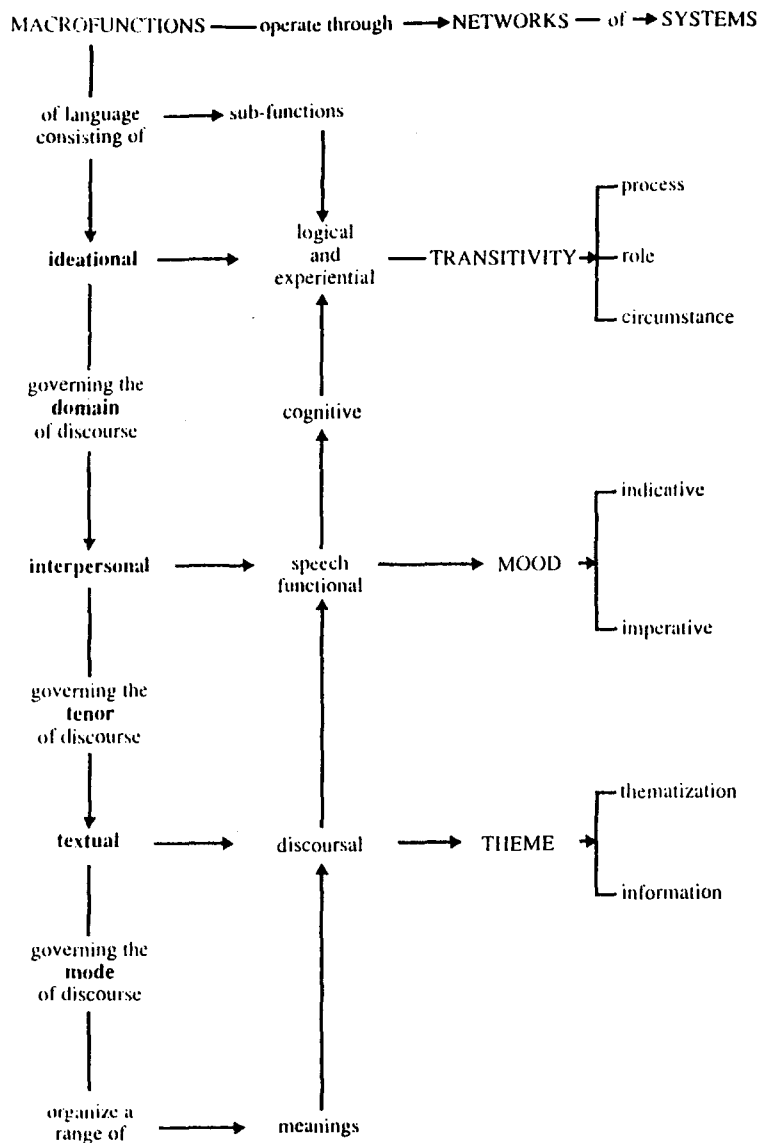 MACROFUNCTIONS operate through NETWORKS of SYSTEMS
of language
consisting of
sub-functions
process
ideational
logical
and
experiential
TRANSITIVITY
role
circumstance
governing the
domain
of discourse
cognitive
indicative
interpersonal
speech
functional
MOOD
imperative
governing the
tenor
of discourse
thematization
textual
discoursal
THEME
information
governing the
mode
of discourse
organize a
range of
meanings